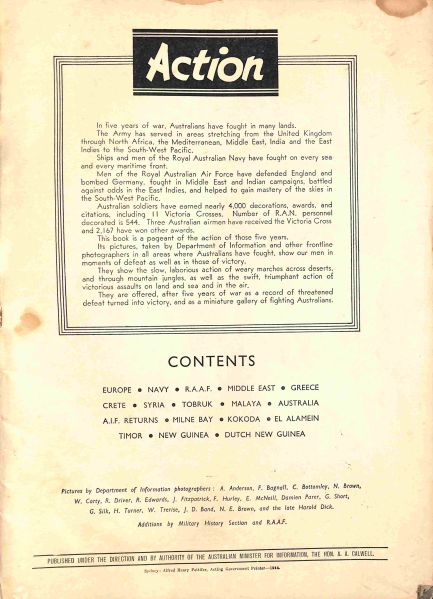 Action
In five years of war, Australians have fought in many lands.
The Army has served in areas stretching from the United Kingdom
through North Africa, the Mediterranean, Middle East, India and the East
Indies to the South-West Pacific.
Ships and men of the Royal Australian Navy have fought on every sea
and every maritime front.
Men of the Royal Australian Air Force have defended England and
bombed Germany, fought in Middle East and Indian campaigns, battled
against odds in the East Indies, and helped to gain mastery of the skies in
the South-West Pacific.
Australian soldiers have earned nearly 4,000 decorations, awards, and
citations, including 11 Victoria Crosses. Number of R.A.N. personnel
decorated is 544. Three Australian airmen have received the Victoria Cross
and 2,167 have won other awards.
This book is a pageant of the action of those five years.
Its pictures, taken by Department of Information and other frontline
photographers in all areas where Australians have fought, show our men in
moments of defeat as well as in those of victory.
They show the slow, laborious action of weary marches across deserts,
and through mountain jungles, as well as the swift, triumphant action of
victorious assaults on land and sea and in the air.
They are offered, after five years of war as a record of threatened
defeat turned into victory, and as a miniature gallery of fighting Australians.
CONTENTS
EUROPE • NAVY • R.A.A.F. • MIDDLE EAST • GREECE
CRETE • SYRIA • TOBRUK • MALAYA • AUSTRALIA
A.I.F. RETURNS • MILNE BAY • KOKODA • EL ALAMEIN
TIMOR • NEW GUINEA • DUTCH NEW GUINEA
Pictures by Department of Information photographers: A. Anderson, F. Bagnall, C. Bottomley, N. Brown,
W. Carty, R. Driver, R. Edwards, J. Fitzpatrick, F. Hurley, E. McNeill, Damien Parer, G. Short,
G. Silk, H. Turner, W. Trerise, J. D. Bond, N. E. Brown, and the late Harold Dick.
Additions by Military History Section and R.A.A.F.
PUBLISHED UNDER THE DIRECTION AND BY AUTHORITY OF THE AUSTRALIAN MINISTER FOR INFORMATION, THE HON. A. A. CALWELL.
Sydney: Alfred Henry Pettifer, Acting Government Printer—1944.